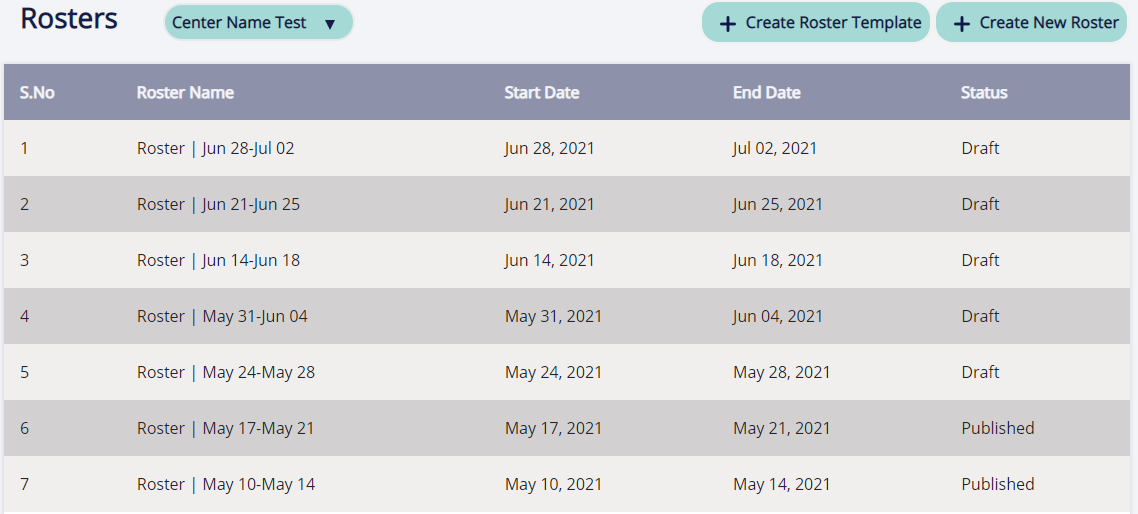 Rosters
Center Name Test ▼
+ Create Roster Template
+ Create New Roster
S.No Roster Name Start Date End Date Status
1 Roster | Jun 28-Jul 02 Jun 28, 2021 Jul 02, 2021 Draft
2 Roster | Jun 21-Jun 25 Jun 21, 2021 Jun 25, 2021 Draft
3 Roster | Jun 14-Jun 18 Jun 14, 2021 Jun 18, 2021 Draft
4 Roster | May 31-Jun 04 May 31, 2021 Jun 04, 2021 Draft
5 Roster | May 24-May 28 May 24, 2021 May 28, 2021 Draft
6 Roster | May 17-May 21 May 17, 2021 May 21, 2021 Published
7 Roster | May 10-May 14 May 10, 2021 May 14, 2021 Published